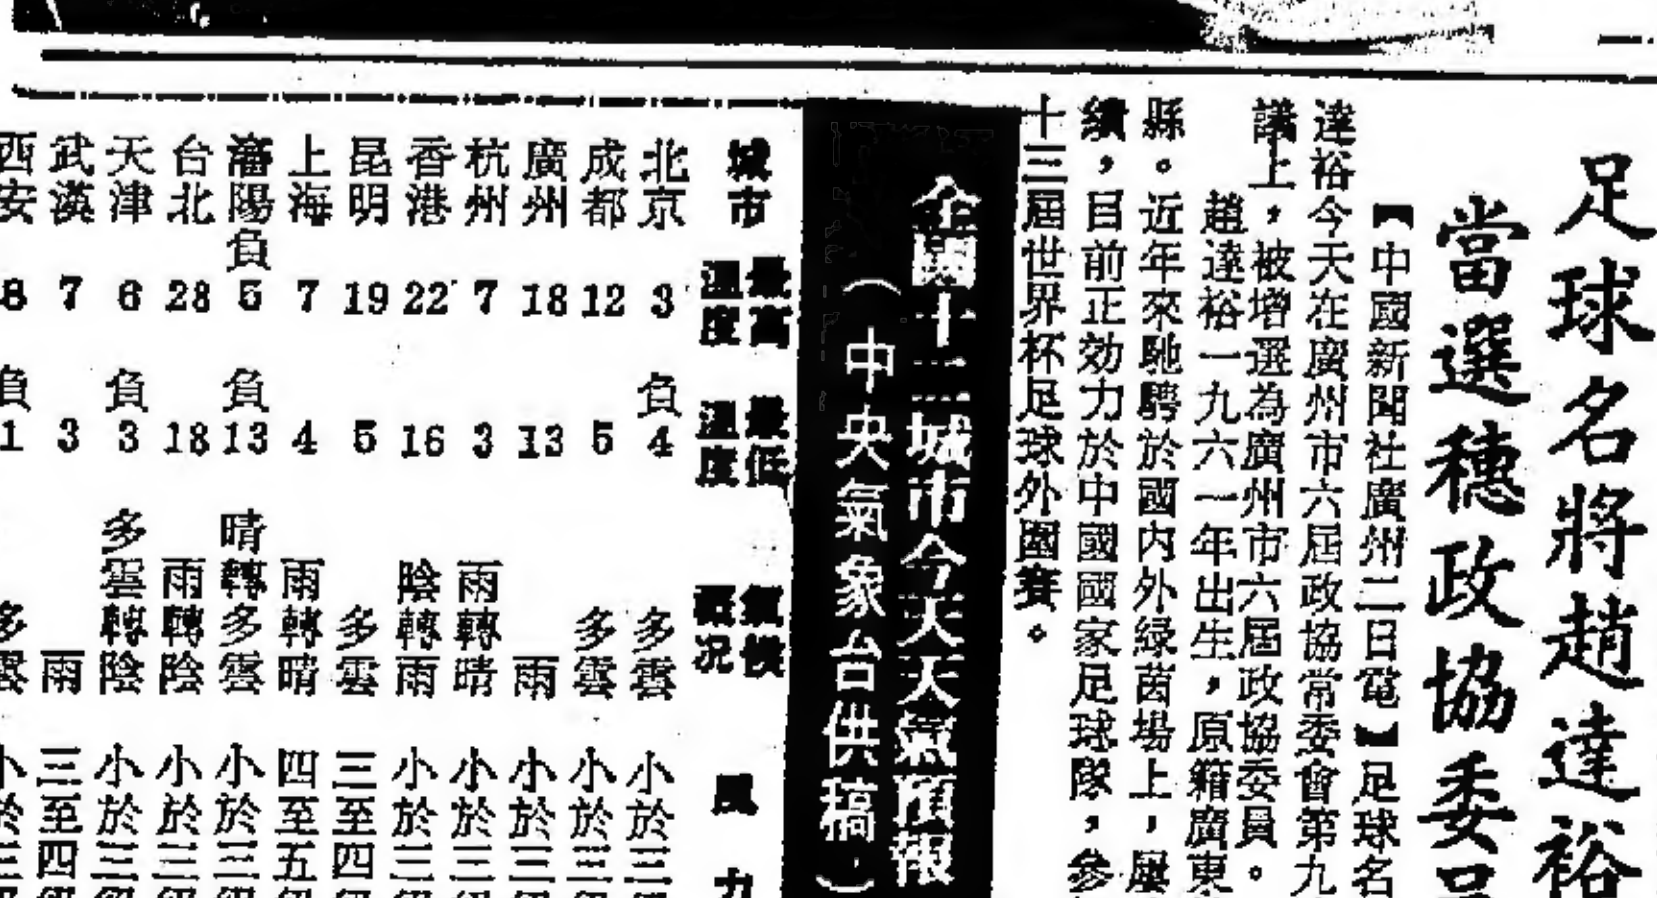 足球名將趙達裕
當選穗政協委
【中國新聞社廣州二日電】足球名
達裕今天在廣州市六屆政協常委會第九
議上，被增選為廣州市六屆政協委員。
趙達裕一九六一年出生，原籍廣東
縣。近年來馳騁於國內外綠茵場上，屢
績，目前正効力於中國國家足球隊，參
十三屆世界杯足球外圍賽。
全國十二城市今天天氣預報
（中央氣象台供稿）
城市 最高溫度 最低溫度 氣候概況 風力
北京 3 負4 多雲 小於三
成都 12 5 多雲 小於三
廣州 18 13 雨 小於三
杭州 7 3 雨轉晴 小於三
香港 22 16 陰轉雨 小於三
昆明 19 5 多雲 三至四
上海 7 4 雨轉晴 四至五
瀋陽 負5 負13 晴轉多雲 小於三
台北 28 18 雨轉陰 小於三
天津 6 負3 多雲轉陰 小於三
武漢 7 3 雨 三至四
西安 8 負1 多雲 小於三